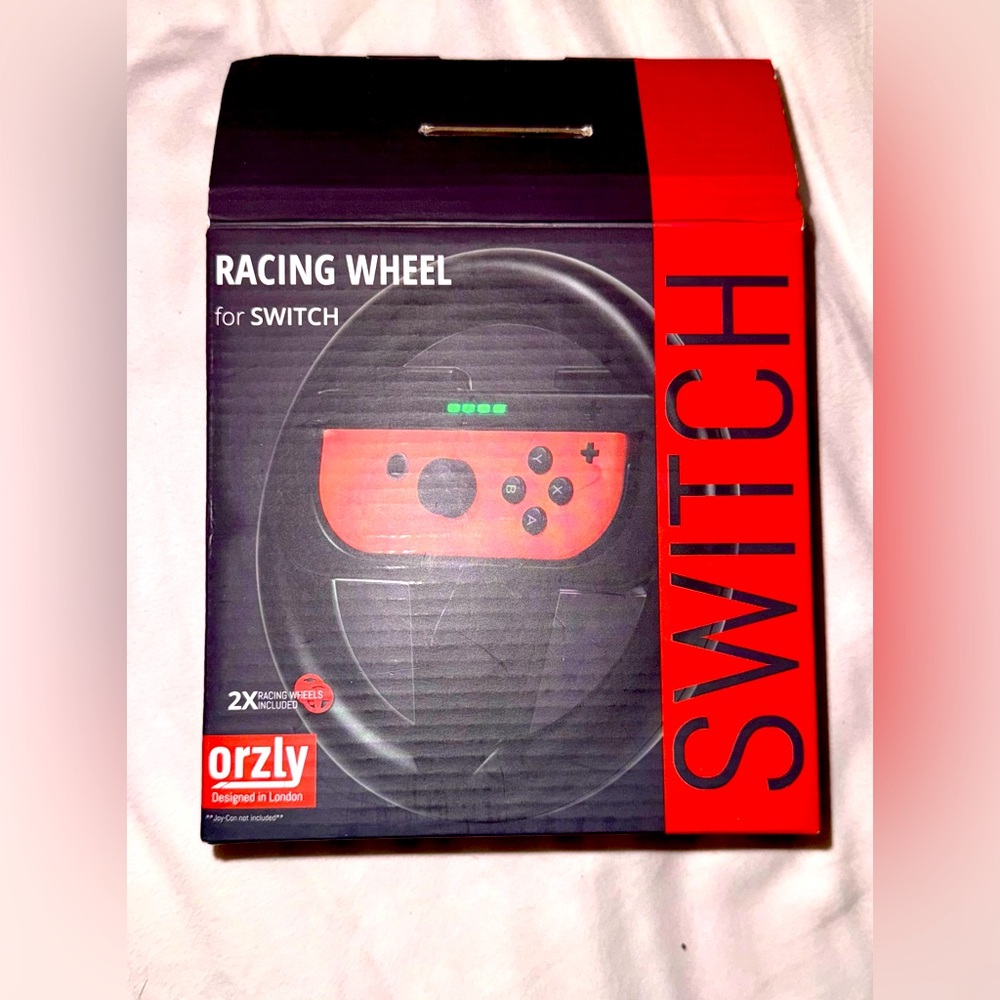 RACING WHEEL
for SWITCH
SWITCH
Y
B
X
A
2X RACING WHEELS
INCLUDED
orzly
Designed in London
**Joy-Con not included**